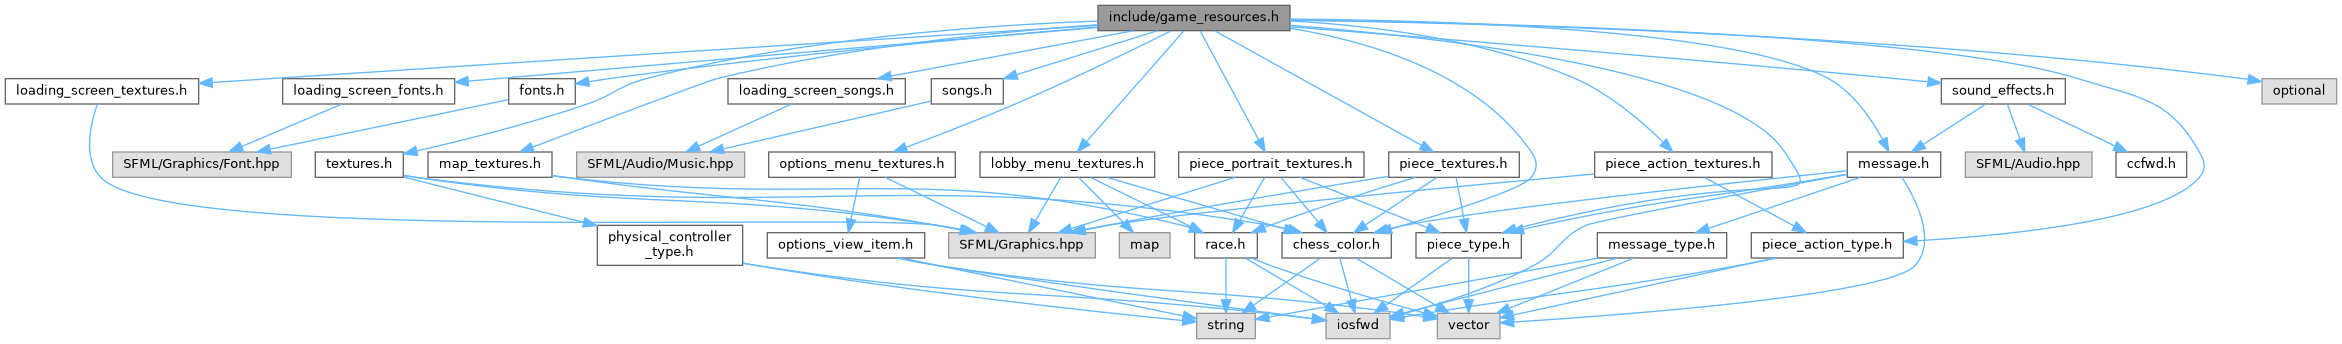 include/game_resources.h
loading_screen_textures.h
loading_screen_fonts.h
fonts.h
loading_screen_songs.h
songs.h
sound_effects.h
optional
SFML/Graphics/Font.hpp
textures.h
map_textures.h
SFML/Audio/Music.hpp
options_menu_textures.h
lobby_menu_textures.h
piece_portrait_textures.h
piece_textures.h
piece_action_textures.h
message.h
SFML/Audio.hpp
ccfwd.h
physical_controller
_type.h
options_view_item.h
SFML/Graphics.hpp
map
race.h
chess_color.h
piece_type.h
message_type.h
piece_action_type.h
string
iosfwd
vector